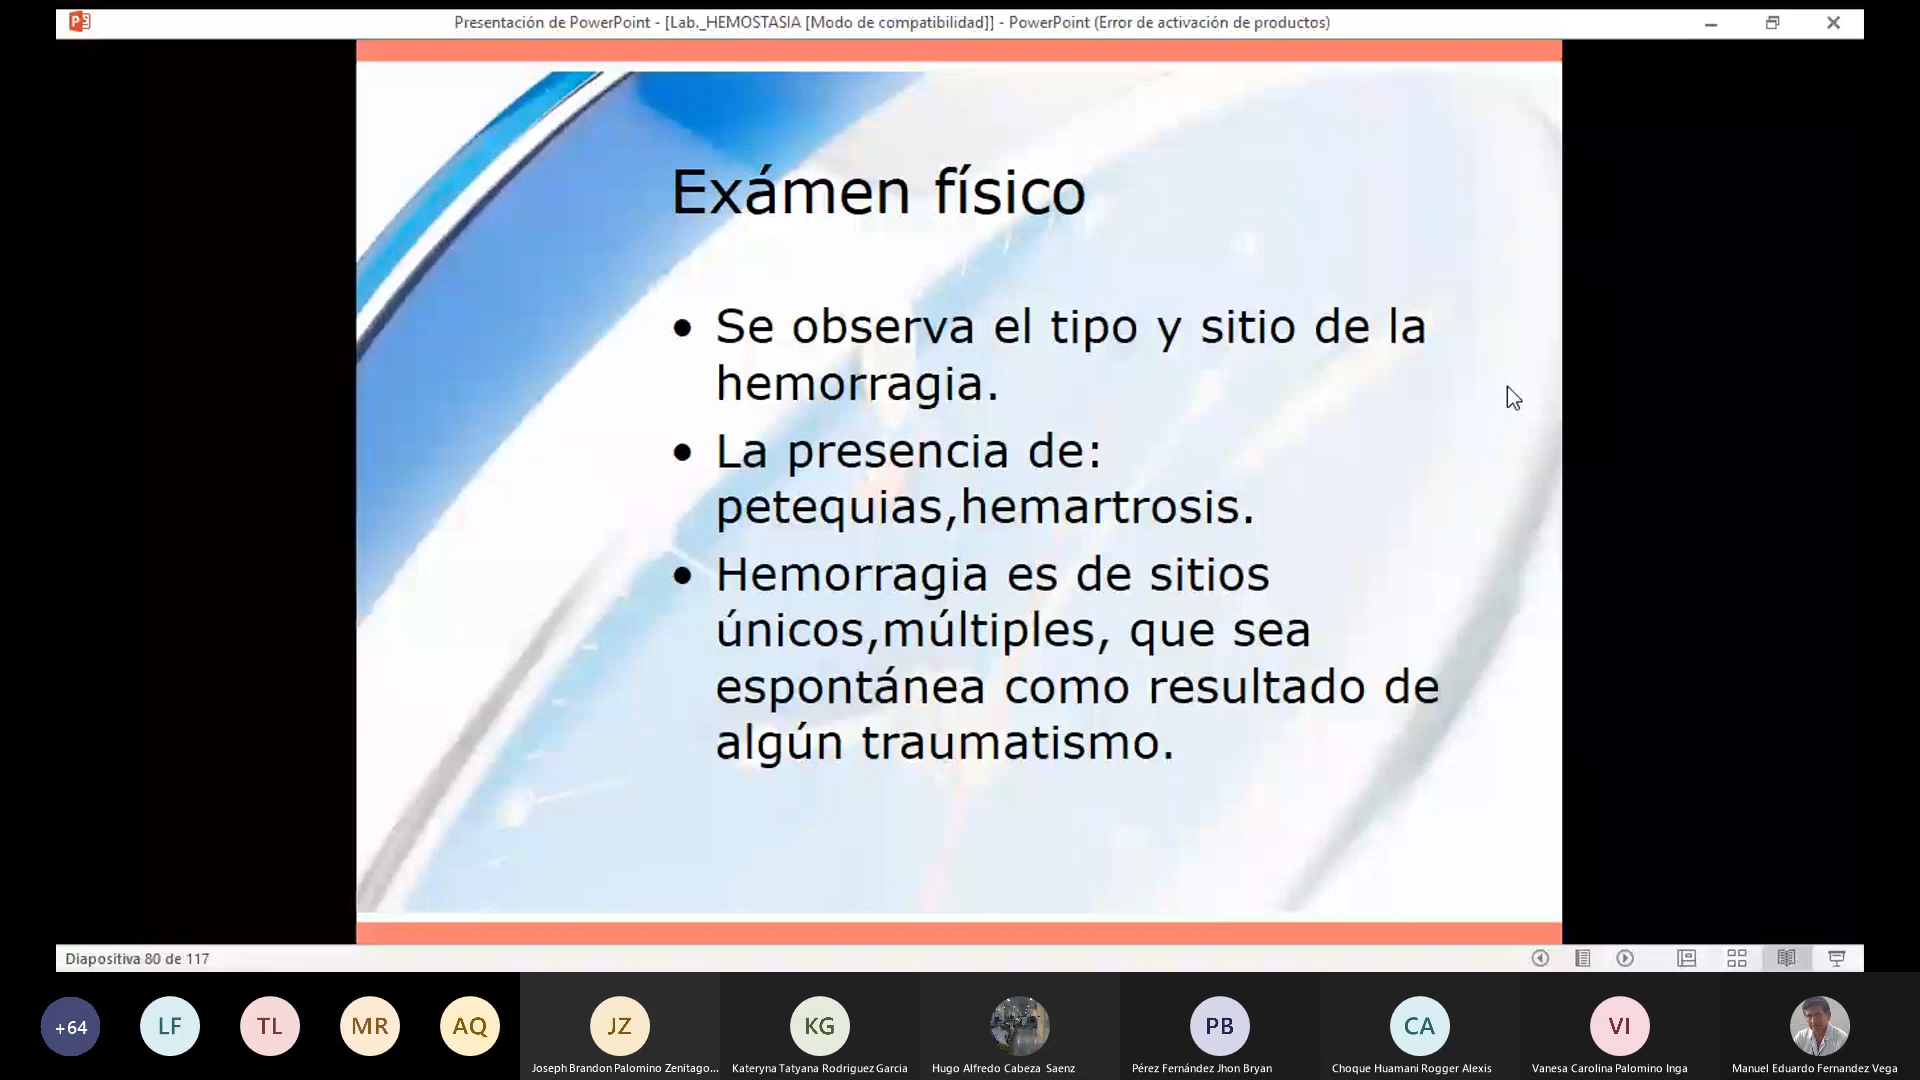 Presentación de PowerPoint - [Lab._HEMOSTASIA [Modo de compatibilidad]] - PowerPoint (Error de activación de productos)
Exámen físico
• Se observa el tipo y sitio de la
hemorragia.
• La presencia de:
petequias,hemartrosis.
• Hemorragia es de sitios
únicos,múltiples, que sea
espontánea como resultado de
algún traumatismo.
Diapositiva 80 de 117
+64
LF
TL
MR
AQ
JZ
KG
PB
CA
VI
Joseph Brandon Palomino Zenitago...
Kateryna Tatyana Rodriguez Garcia
Hugo Alfredo Cabeza Saenz
Pérez Fernández Jhon Bryan
Choque Huamani Rogger Alexis
Vanesa Carolina Palomino Inga
Manuel Eduardo Fernandez Vega